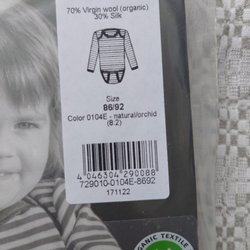 70% Virgin wool (organic)
30% Silk
Size
86/92
Color 0104E - natural/orchid
(8.2)
4 046304 290088
729010-0104E-8692
171122
ORGANIC TEXTILE